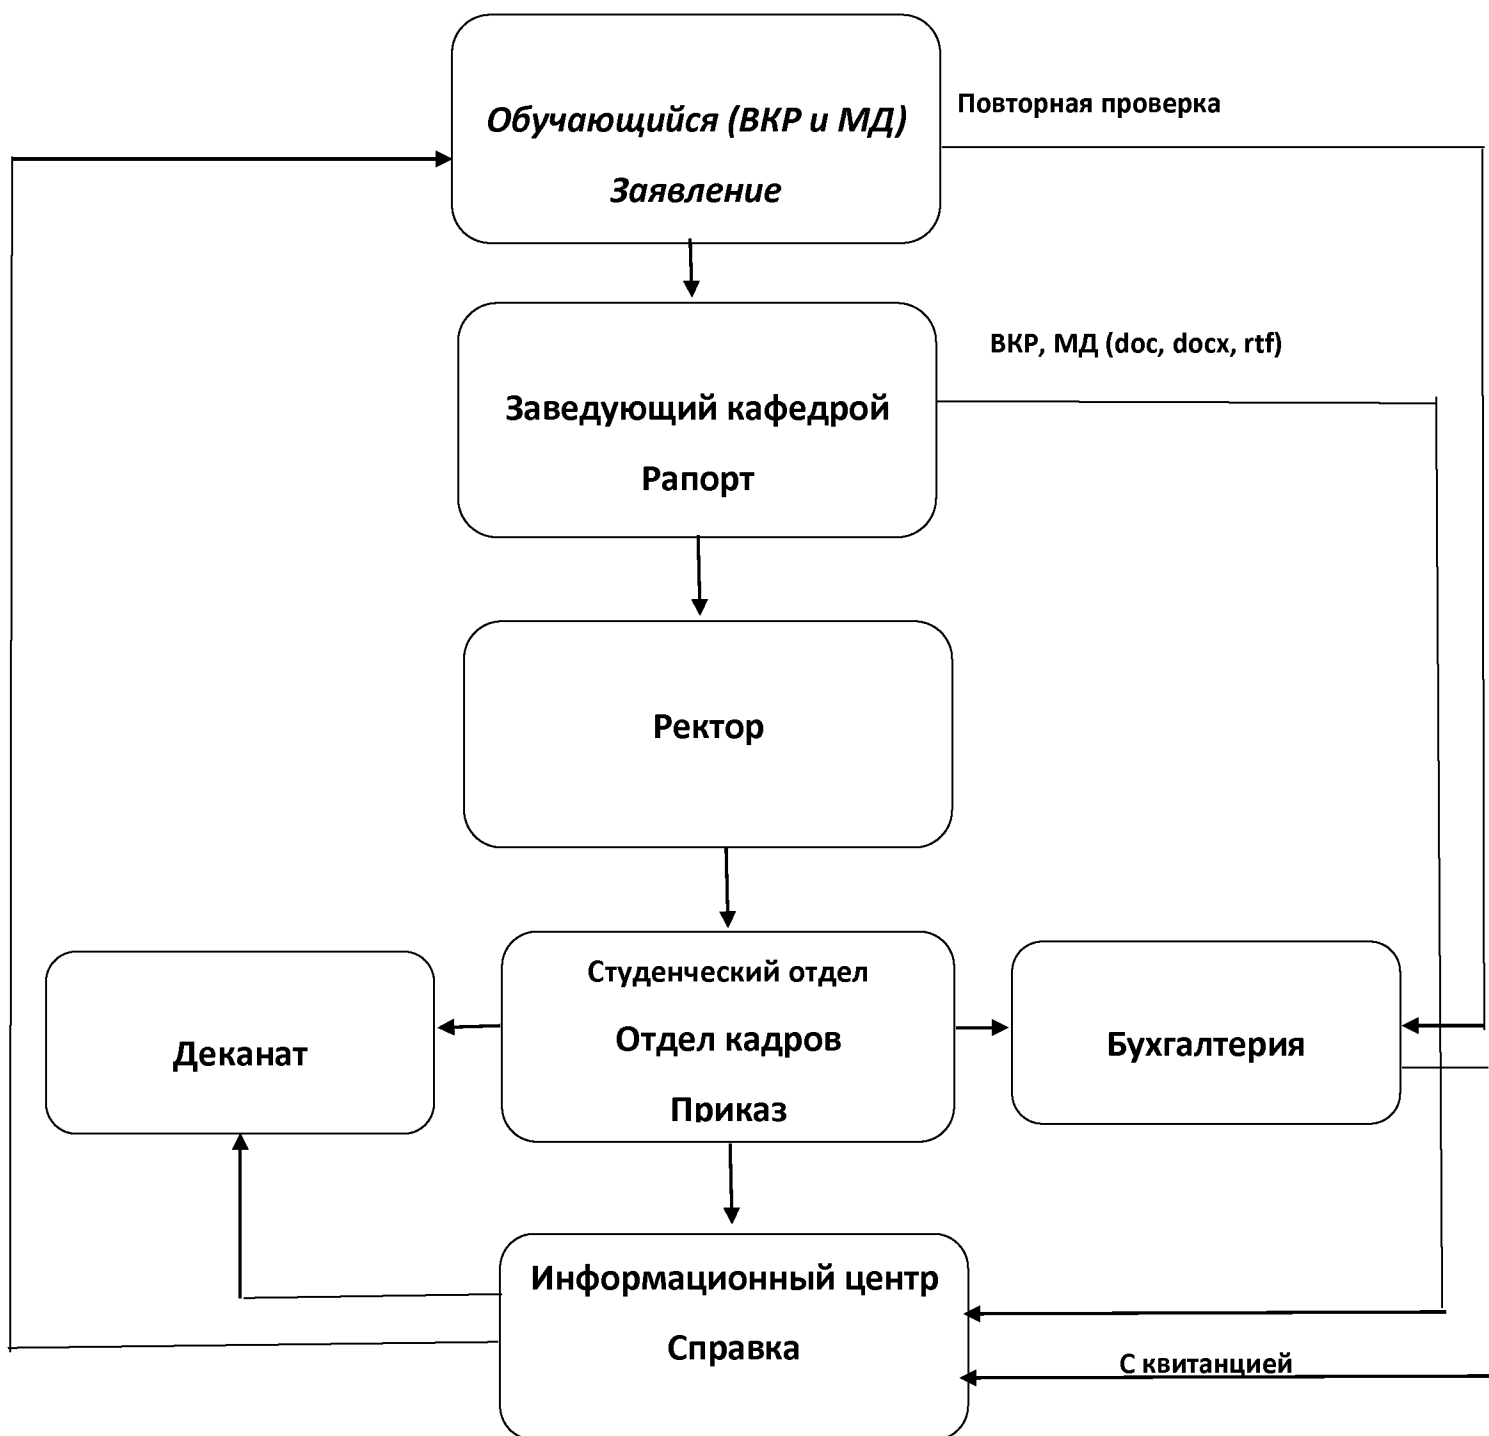 Обучающийся (ВКР и МД)
Заявление
Повторная проверка
ВКР, МД (doc, docx, rtf)
Заведующий кафедрой
Рапорт
Ректор
Деканат
Студенческий отдел
Отдел кадров
Приказ
Бухгалтерия
Информационный центр
Справка
С квитанцией